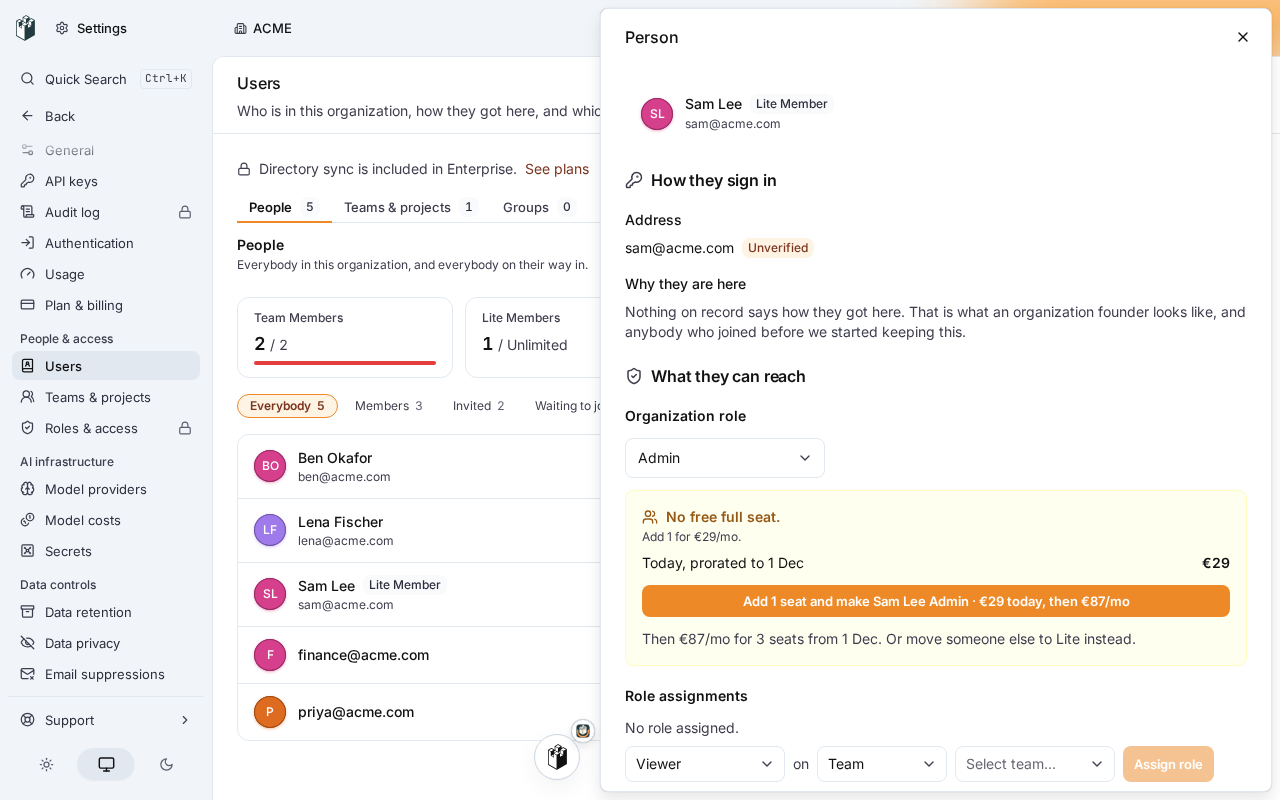 Settings
ACME
Quick Search Ctrl+K
Back
General
API keys
Audit log
Authentication
Usage
Plan & billing
People & access
Users
Teams & projects
Roles & access
AI infrastructure
Model providers
Model costs
Secrets
Data controls
Data retention
Data privacy
Email suppressions
Support
Users
Who is in this organization, how they got here, and whic
Directory sync is included in Enterprise. See plans
People 5 Teams & projects 1 Groups 0
People
Everybody in this organization, and everybody on their way in.
Team Members
2 / 2
Lite Members
1 / Unlimited
Everybody 5 Members 3 Invited 2 Waiting to jo
BO
Ben Okafor
ben@acme.com
LF
Lena Fischer
lena@acme.com
SL
Sam Lee Lite Member
sam@acme.com
F
finance@acme.com
P
priya@acme.com
Person
SL
Sam Lee Lite Member
sam@acme.com
How they sign in
Address
sam@acme.com Unverified
Why they are here
Nothing on record says how they got here. That is what an organization founder looks like, and
anybody who joined before we started keeping this.
What they can reach
Organization role
Admin
No free full seat.
Add 1 for €29/mo.
Today, prorated to 1 Dec €29
Add 1 seat and make Sam Lee Admin · €29 today, then €87/mo
Then €87/mo for 3 seats from 1 Dec. Or move someone else to Lite instead.
Role assignments
No role assigned.
Viewer on Team Select team... Assign role